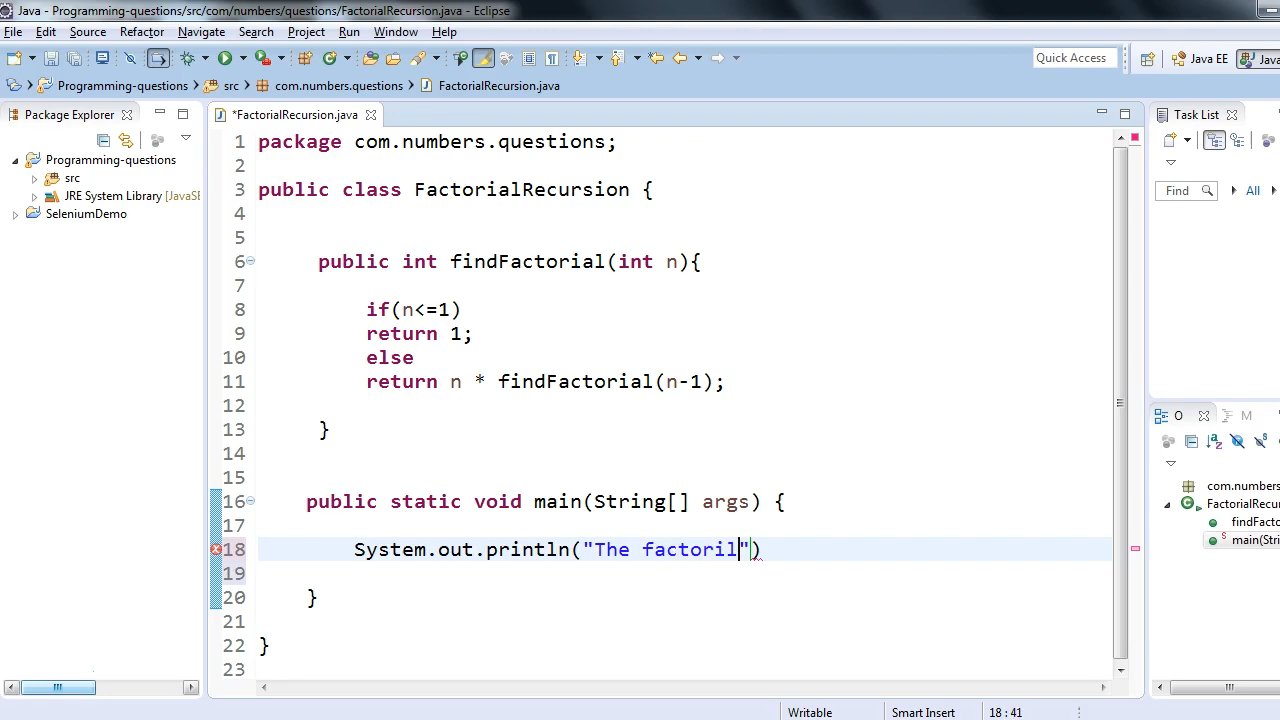 Java - Programming-questions/src/com/numbers/questions/FactorialRecursion.java - Eclipse
File Edit Source Refactor Navigate Search Project Run Window Help
Quick Access Java EE Java
Programming-questions src com.numbers.questions FactorialRecursion.java
Package Explorer
Programming-questions
src
JRE System Library [JavaSE
SeleniumDemo
*FactorialRecursion.java
1 package com.numbers.questions;
2
3 public class FactorialRecursion {
4
5
6 public int findFactorial(int n){
7
8 if(n<=1)
9 return 1;
10 else
11 return n * findFactorial(n-1);
12
13 }
14
15
16 public static void main(String[] args) {
17
18 System.out.println("The factoril")
19
20 }
21
22 }
23
Task List
Find All
O M
com.numbers
FactorialRecur
findFacto
main(Stri
Writable Smart Insert 18 : 41